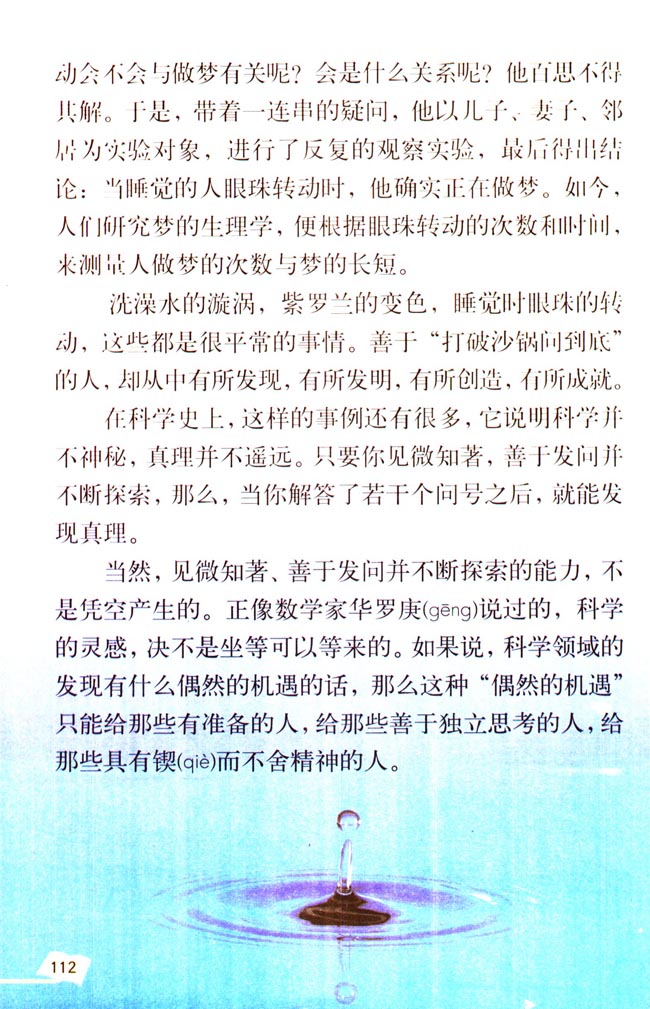 动会不会与做梦有关呢？会是什么关系呢？他百思不得
其解。于是，带着一连串的疑问，他以儿子、妻子、邻
居为实验对象，进行了反复的观察实验，最后得出结
论：当睡觉的人眼珠转动时，他确实正在做梦。如今，
人们研究梦的生理学，便根据眼珠转动的次数和时间，
来测量人做梦的次数与梦的长短。
洗澡水的漩涡，紫罗兰的变色，睡觉时眼珠的转
动，这些都是很平常的事情。善于“打破沙锅问到底”
的人，却从中有所发现，有所发明，有所创造，有所成就。
在科学史上，这样的事例还有很多，它说明科学并
不神秘，真理并不遥远。只要你见微知著，善于发问并
不断探索，那么，当你解答了若干个问号之后，就能发
现真理。
当然，见微知著、善于发问并不断探索的能力，不
是凭空产生的。正像数学家华罗庚(gēng)说过的，科学
的灵感，决不是坐等可以等来的。如果说，科学领域的
发现有什么偶然的机遇的话，那么这种“偶然的机遇”
只能给那些有准备的人，给那些善于独立思考的人，给
那些具有锲(qiè)而不舍精神的人。
112